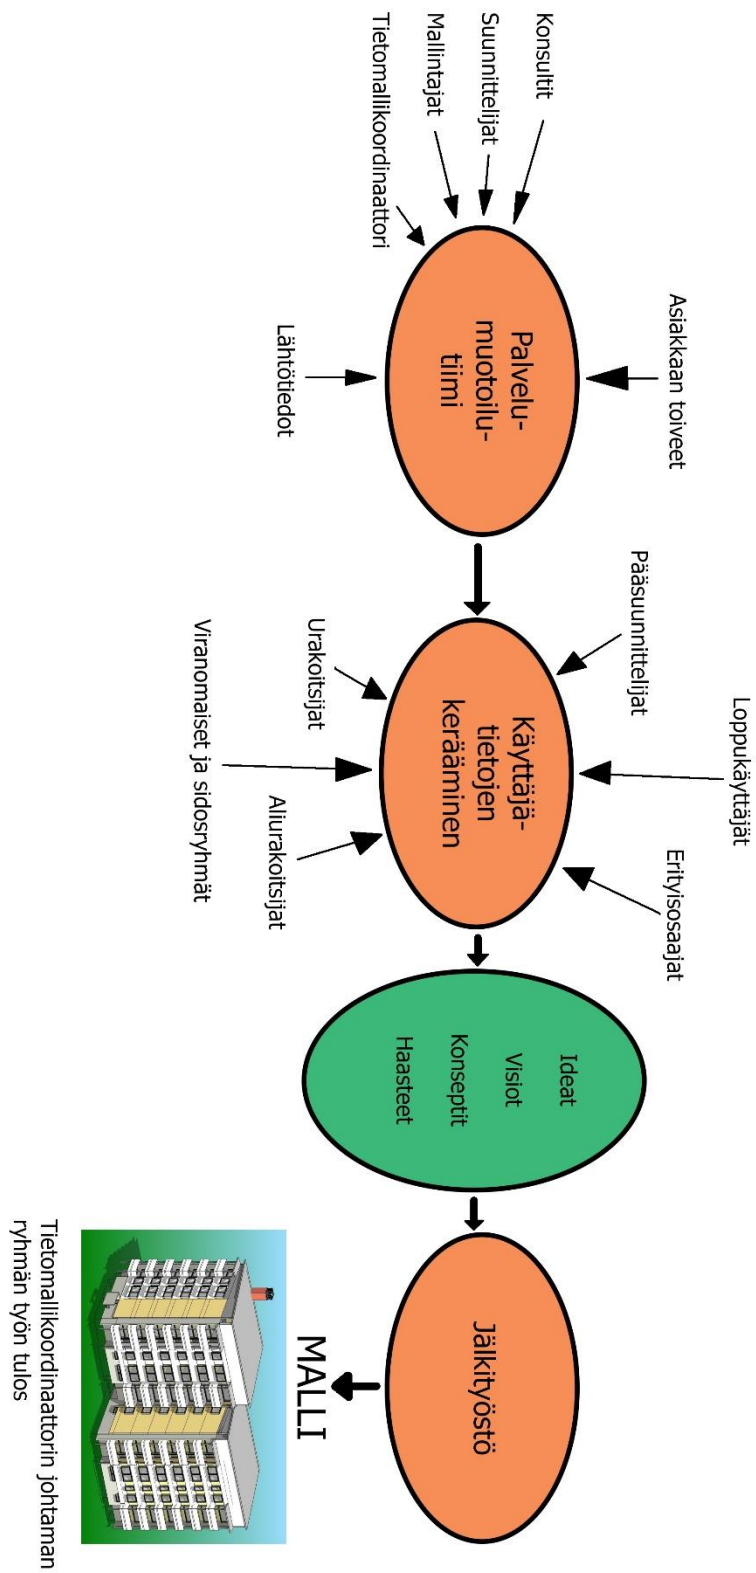 Konsultit
Suunnittelijat
Mallintajat
Tietomallikoordinaattori
Asiakkaan toiveet
Palvelu-
muotoilu-
tiimi
Lähtötiedot
Pääsuunnittelijat
Loppukäyttäjät
Erityisosaajat
Käyttäjä-
tietojen
kerääminen
Urakoitsijat
Viranomaiset ja sidosryhmät
Aliurakoitsijat
Ideat
Visiot
Konseptit
Haasteet
Jälkityöstö
MALLI
Tietomallikoordinaattorin johtaman
ryhmän työn tulos